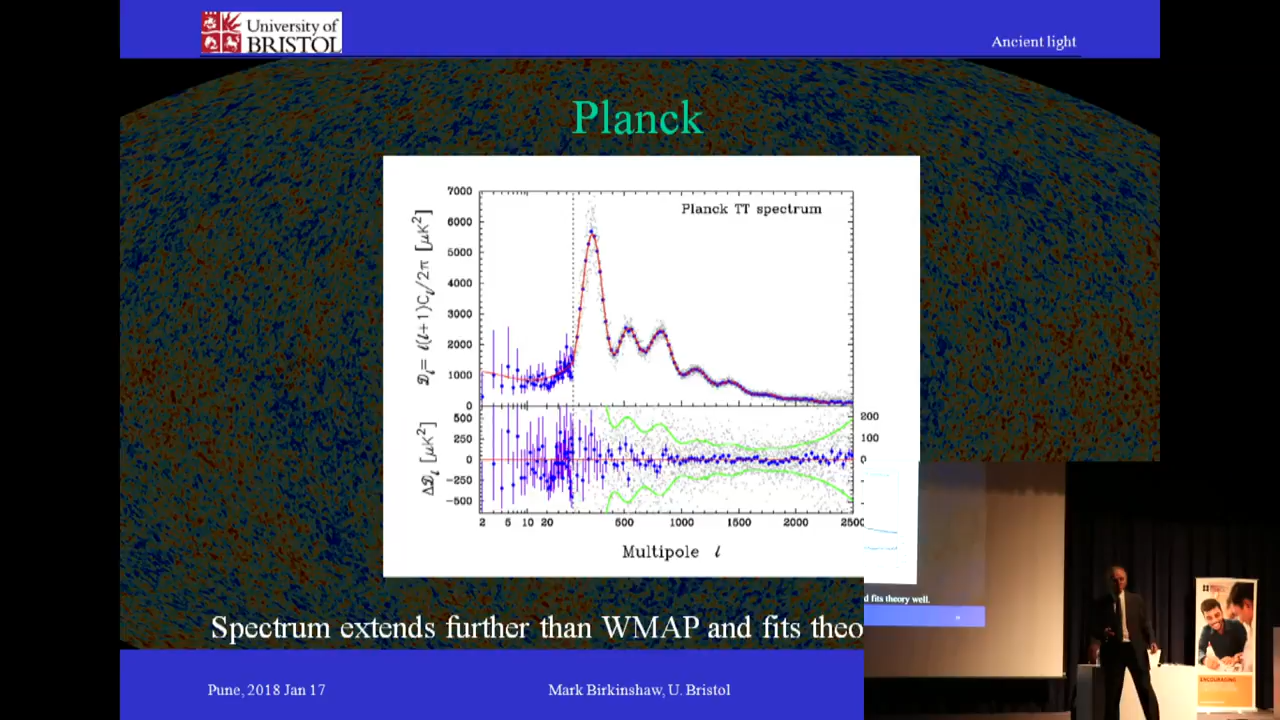 University of
BRISTOL
Ancient light
Planck
Planck TT spectrum
7000
6000
5000
4000
3000
2000
1000
0
𝒟ℓ = ℓ(ℓ+1)Cℓ/2π [μK²]
500
250
0
−250
−500
Δ𝒟ℓ [μK²]
200
100
0
2 6 10 20 500 1000 1500 2000 2500
Multipole ℓ
Spectrum extends further than WMAP and fits theo
d fits theory well.
Pune, 2018 Jan 17
Mark Birkinshaw, U. Bristol
ENCOURAGING